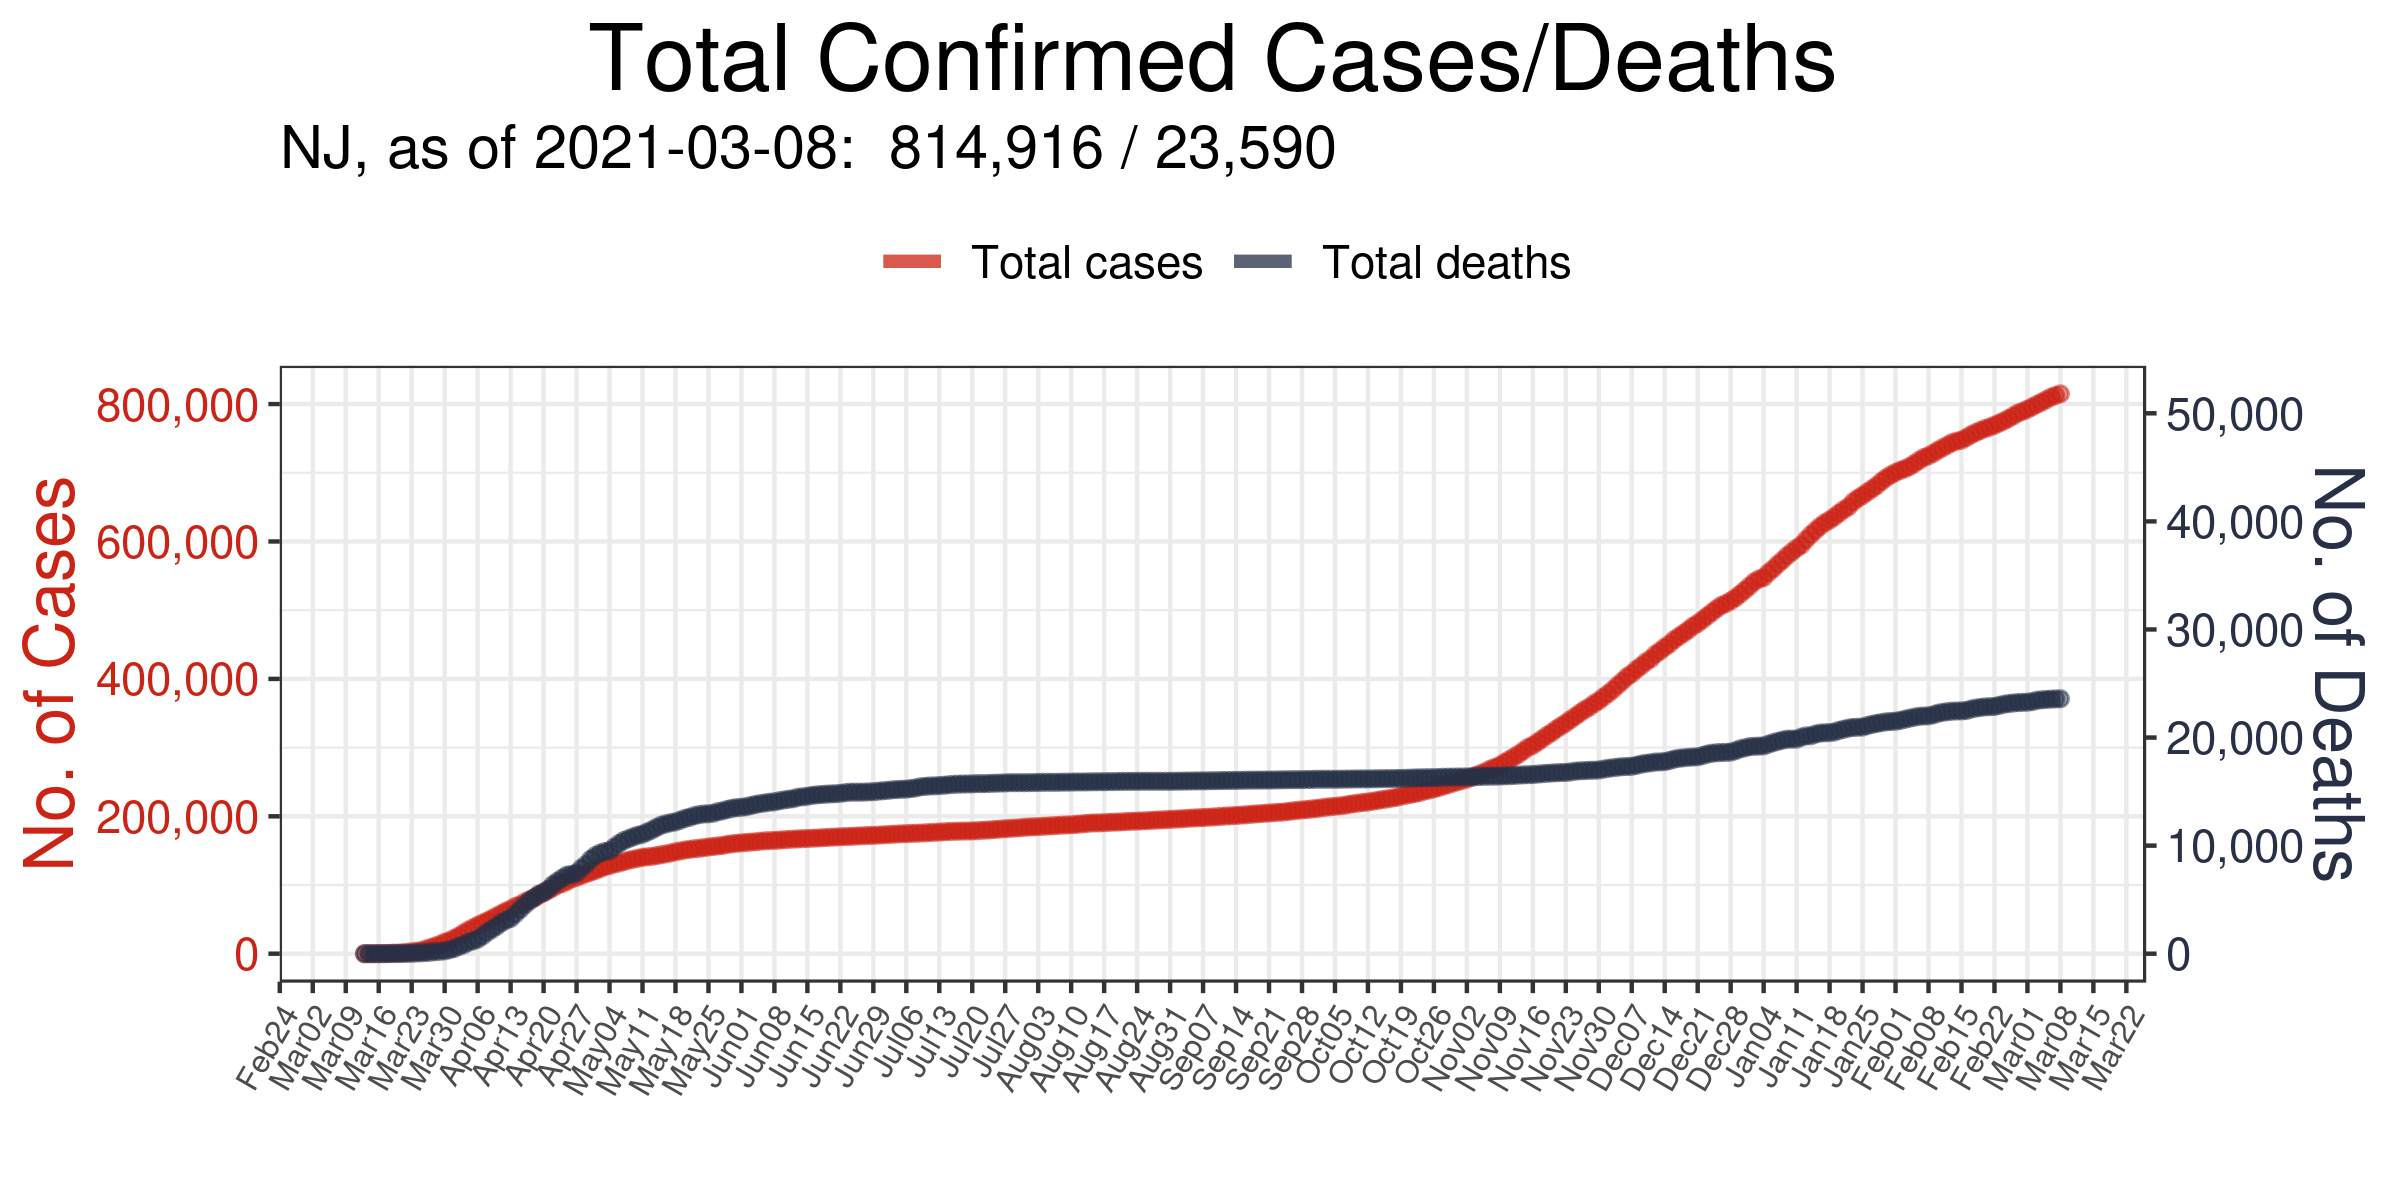 Total Confirmed Cases/Deaths
NJ, as of 2021-03-08:  814,916 / 23,590
Total cases
Total deaths
No. of Cases
800,000
600,000
400,000
200,000
0
50,000
40,000
30,000
20,000
10,000
0
No. of Deaths
Feb24
Mar02
Mar09
Mar16
Mar23
Mar30
Apr06
Apr13
Apr20
Apr27
May04
May11
May18
May25
Jun01
Jun08
Jun15
Jun22
Jun29
Jul06
Jul13
Jul20
Jul27
Aug03
Aug10
Aug17
Aug24
Aug31
Sep07
Sep14
Sep21
Sep28
Oct05
Oct12
Oct19
Oct26
Nov02
Nov09
Nov16
Nov23
Nov30
Dec07
Dec14
Dec21
Dec28
Jan04
Jan11
Jan18
Jan25
Feb01
Feb08
Feb15
Feb22
Mar01
Mar08
Mar15
Mar22